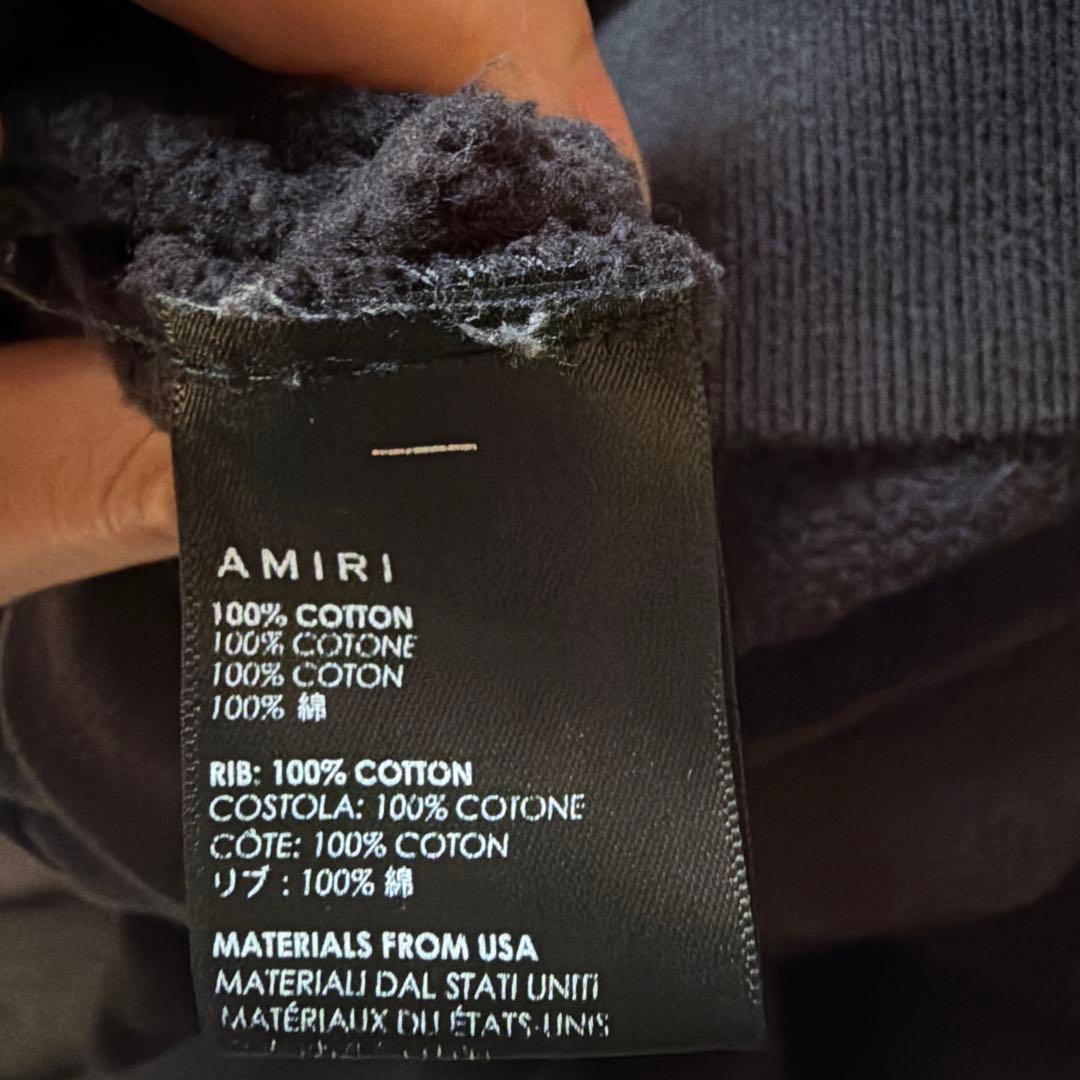 AMIRI
100% COTTON
100% COTONE
100% COTON
100% 綿
RIB: 100% COTTON
COSTOLA: 100% COTONE
CÔTE: 100% COTON
リブ : 100% 綿
MATERIALS FROM USA
MATERIALI DAL STATI UNITI
MATÉRIAUX DU ÉTATS-UNIS